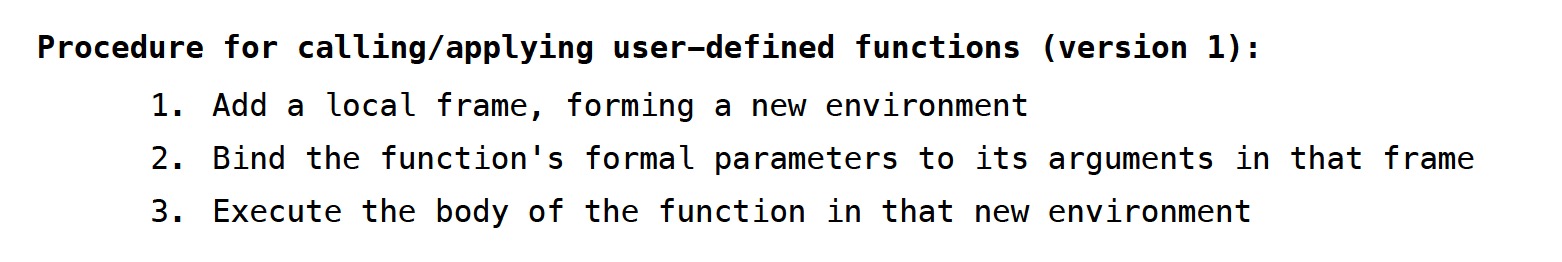 Procedure for calling/applying user–defined functions (version 1):
1. Add a local frame, forming a new environment
2. Bind the function's formal parameters to its arguments in that frame
3. Execute the body of the function in that new environment